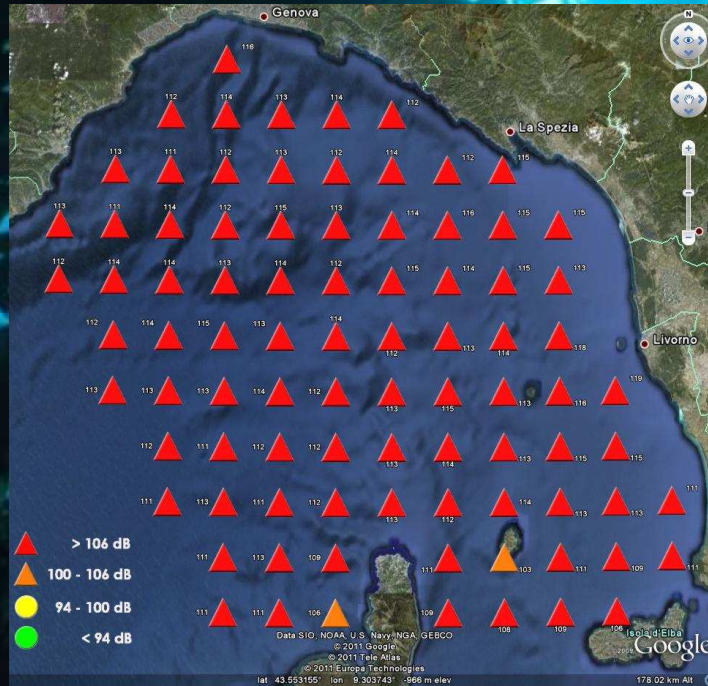 Genova
116
112 114 113 114 112
La Spezia
113 111 112 113 112 114 112 115
113 111 114 112 115 113 114 116 115 115
112 114 114 113 114 112 115 114 115 113
112 114 115 113 114 112 113 114 118
Livorno
113 113 113 114 112 113 115 113 116 119
112 111 112 112 113 114 113 115 115
111 113 111 112 113 112 114 113 113 111
> 106 dB
111 113 109 111 103 111 109 111
100 - 106 dB
94 - 100 dB
111 111 106 109 108 109 106
< 94 dB
Data SIO, NOAA, U.S. Navy, NGA, GEBCO
Isola d'Elba
© 2011 Google
© 2009 Google
© 2011 Tele Atlas
© 2011 Europa Technologies
lat 43.553155° lon 9.303743° -966 m elev
178.02 km Alt
N